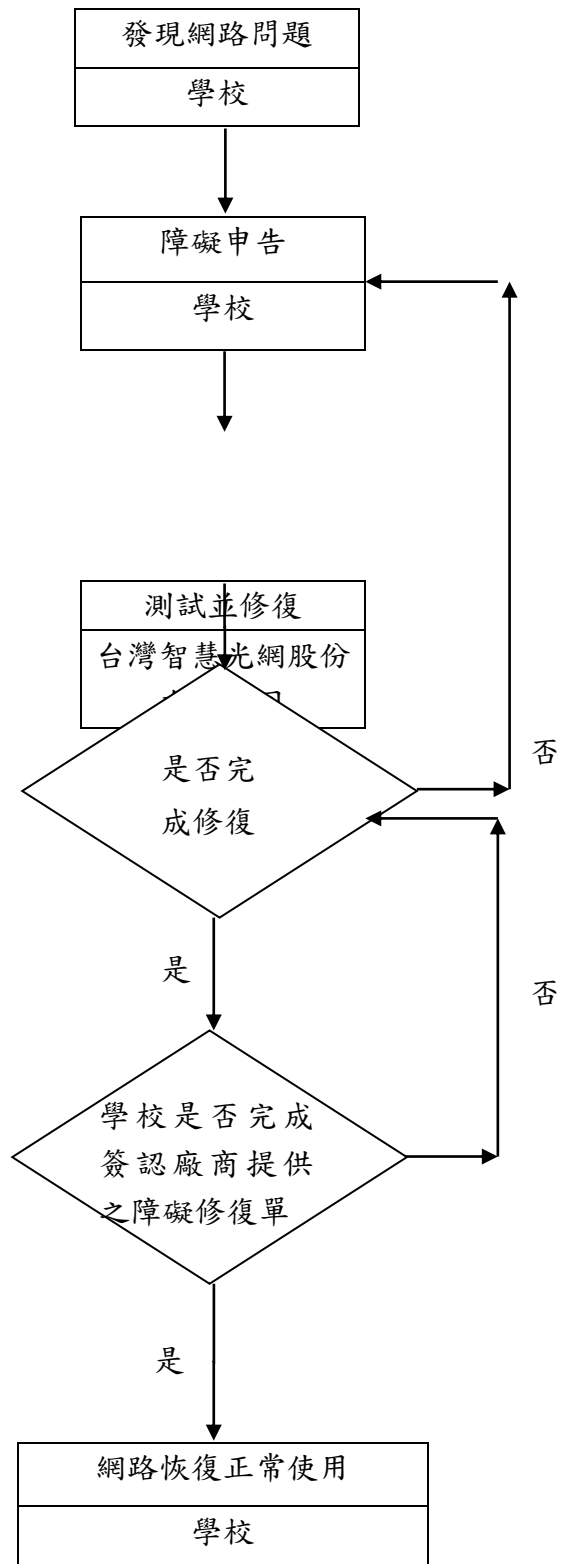 發現網路問題
學校
障礙申告
學校
測試並修復
台灣智慧光網股份
是否完
成修復
否
是
否
學校是否完成
簽認廠商提供
之障礙修復單
是
網路恢復正常使用
學校